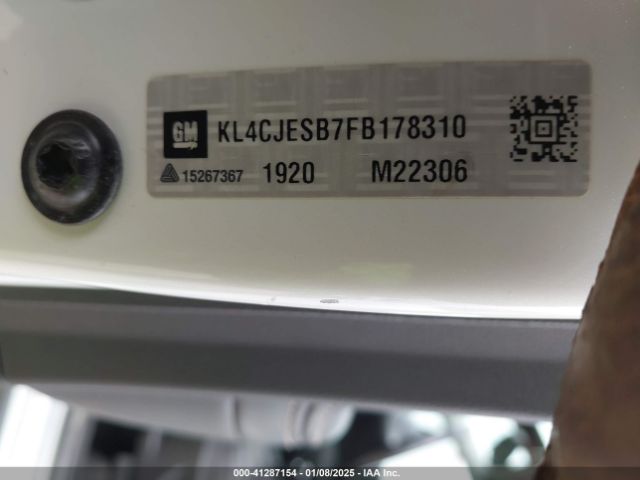 GM KL4CJESB7FB178310
15267367 1920 M22306
000-41287154 - 01/08/2025 - IAA Inc.